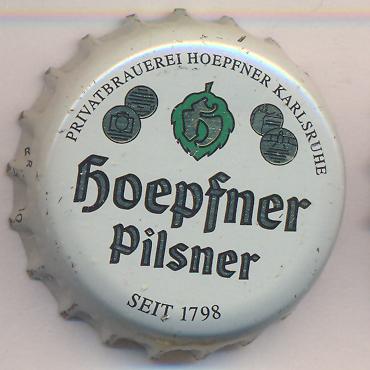 PRIVATBRAUEREI HOEPFNER KARLSRUHE
H
Hoepfner
Pilsner
SEIT 1798